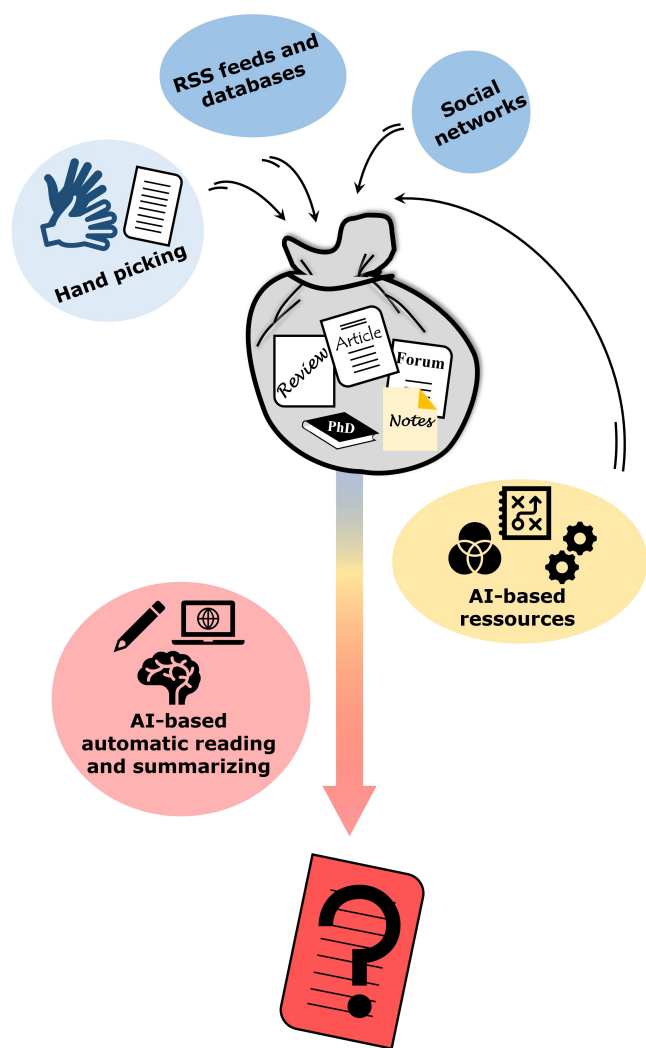 RSS feeds and
databases
Social
networks
Hand picking
Review
Article
Forum
Notes
PhD
AI-based
ressources
AI-based
automatic reading
and summarizing
?